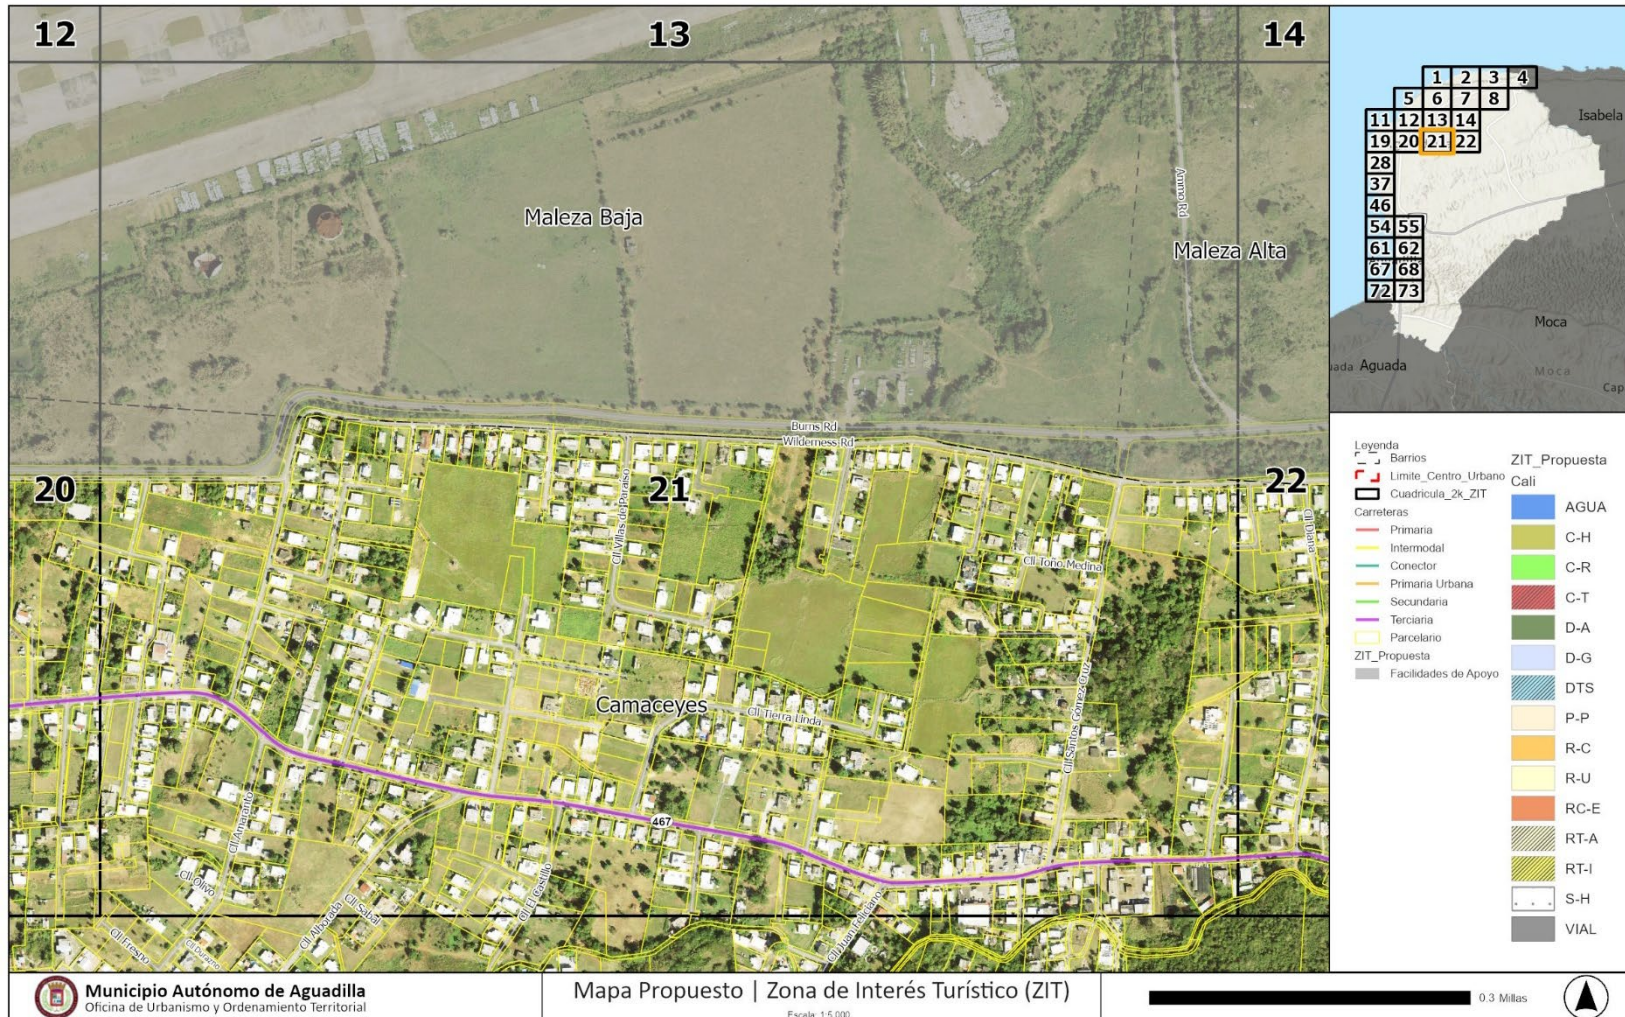 12
13
14
Maleza Baja
Ammo Rd
Maleza Alta
Burns Rd
Wilderness Rd
20
21
22
Cll Villas de Paraiso
Cll Diana
Cll Toño Medina
Camaceyes
Cll Tierra Linda
Cll Santos Gómez Cruz
467
Cll Amaranto
Cll Olivo
Cll Sabal
Cll El Castillo
Cll Juan Feliciano
Cll Alborada
Cll Fresno
Cll Durazno
1 2 3 4
5 6 7 8
Isabela
11 12 13 14
19 20 21 22
28
37
46
54 55
61 62
67 68
72 73
Moca
Aguada
Moca
Cap
Leyenda
Barrios
Limite_Centro_Urbano
Cuadricula_2k_ZIT
Carreteras
Primaria
Intermodal
Conector
Primaria Urbana
Secundaria
Terciaria
Parcelario
ZIT_Propuesta
Facilidades de Apoyo
ZIT_Propuesta
Cali
AGUA
C-H
C-R
C-T
D-A
D-G
DTS
P-P
R-C
R-U
RC-E
RT-A
RT-I
S-H
VIAL
Municipio Autónomo de Aguadilla
Oficina de Urbanismo y Ordenamiento Territorial
Mapa Propuesto | Zona de Interés Turístico (ZIT)
Escala: 1:5,000
0.3 Millas